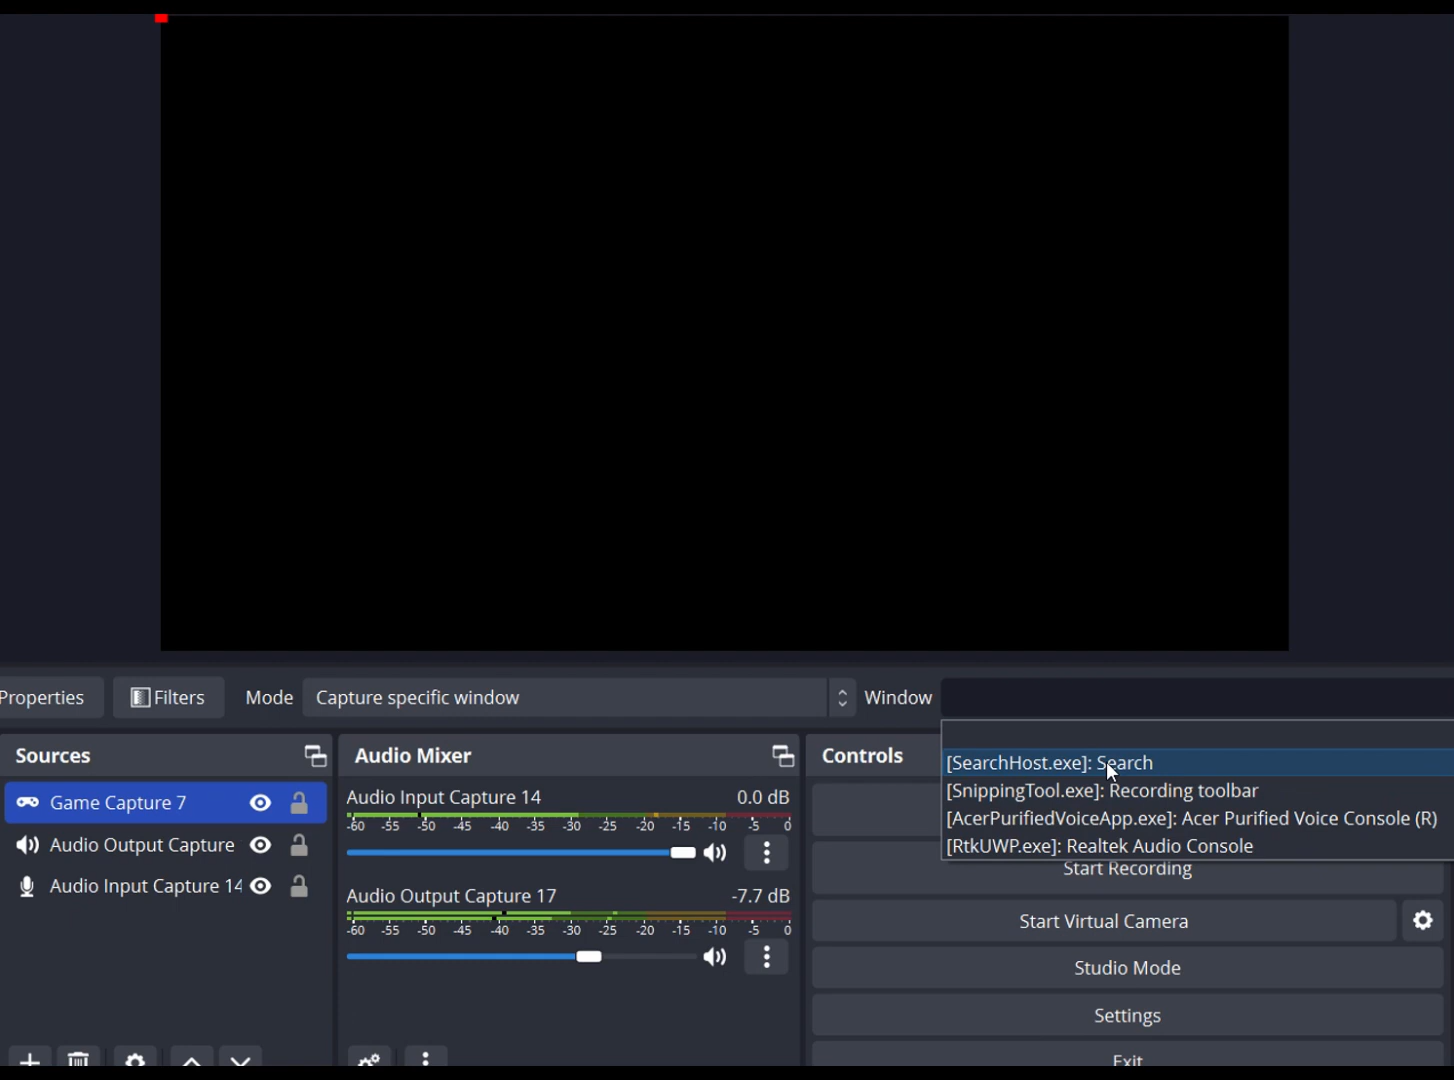 Properties Filters Mode Capture specific window Window
Sources
Game Capture 7
Audio Output Capture
Audio Input Capture 14
Audio Mixer
Audio Input Capture 14 0.0 dB
-60 -55 -50 -45 -40 -35 -30 -25 -20 -15 -10 -5 0
Audio Output Capture 17 -7.7 dB
-60 -55 -50 -45 -40 -35 -30 -25 -20 -15 -10 -5 0
Controls
[SearchHost.exe]: Search
[SnippingTool.exe]: Recording toolbar
[AcerPurifiedVoiceApp.exe]: Acer Purified Voice Console (R)
[RtkUWP.exe]: Realtek Audio Console
Start Recording
Start Virtual Camera
Studio Mode
Settings
Exit